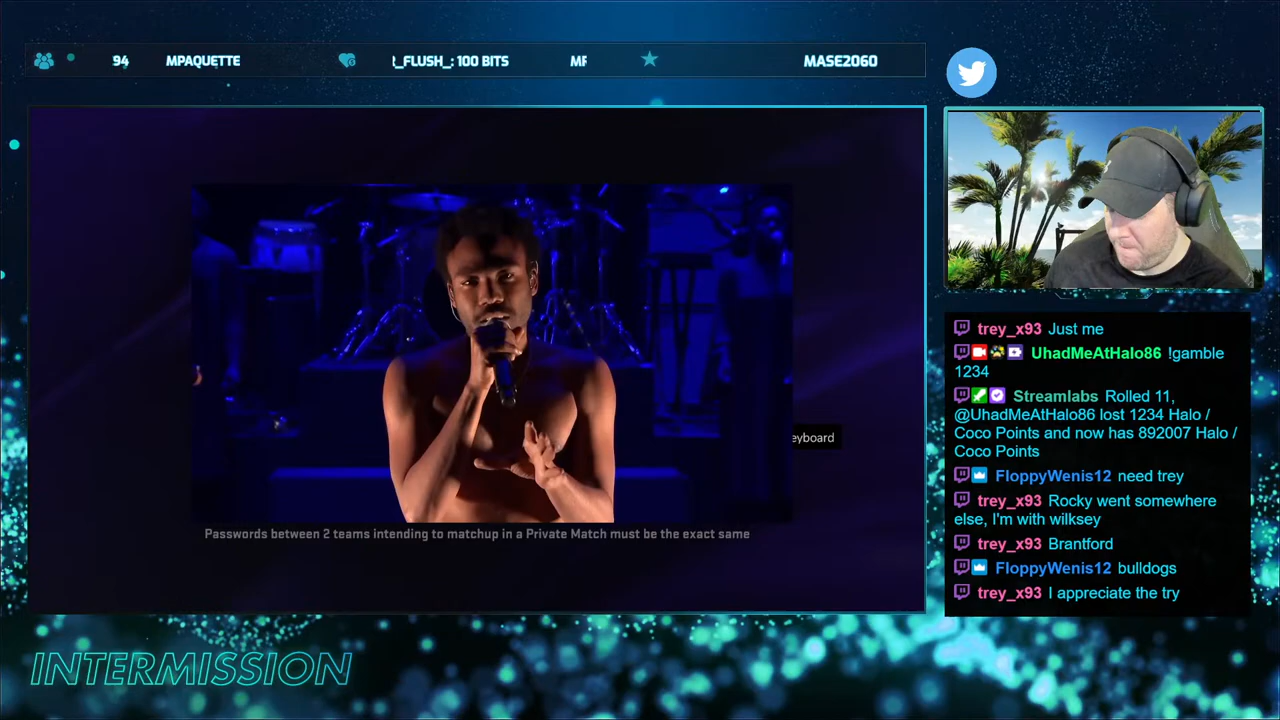 94
MPAQUETTE
_FLUSH_: 100 BITS
MASE2060
eyboard
Passwords between 2 teams intending to matchup in a Private Match must be the exact same
trey_x93 Just me
UhadMeAtHalo86 !gamble
1234
Streamlabs Rolled 11,
@UhadMeAtHalo86 lost 1234 Halo /
Coco Points and now has 892007 Halo /
Coco Points
FloppyWenis12 need trey
trey_x93 Rocky went somewhere
else, I'm with wilksey
trey_x93 Brantford
FloppyWenis12 bulldogs
trey_x93 I appreciate the try
INTERMISSION